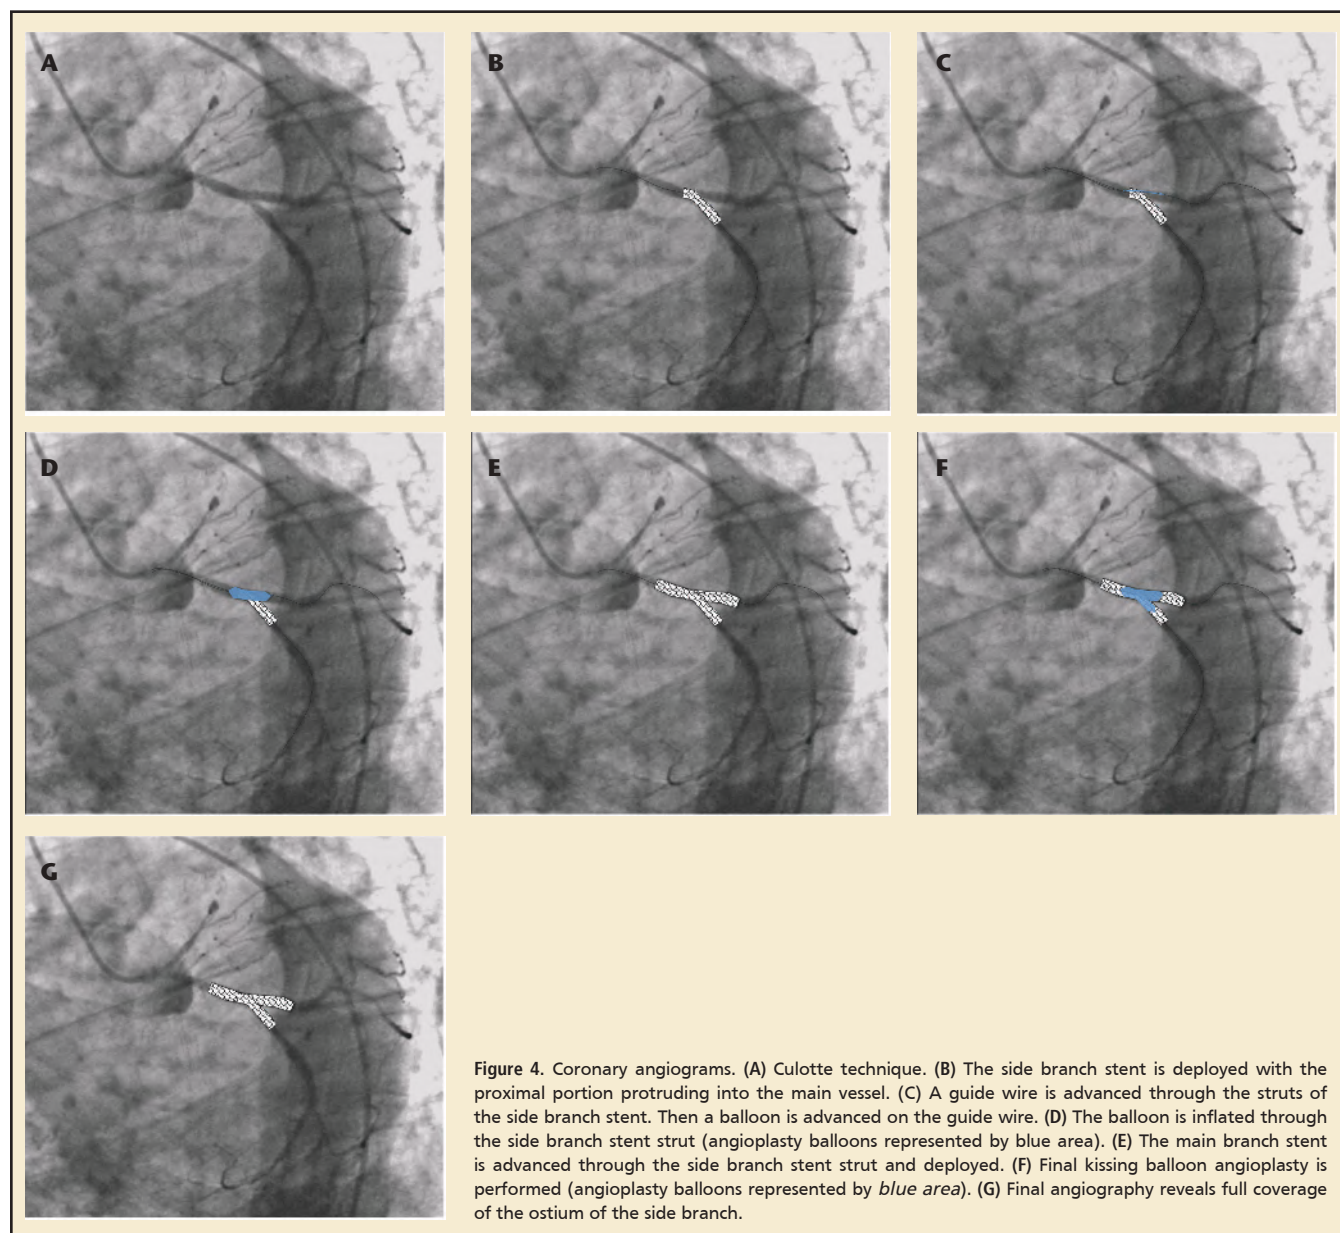 A
B
C
D
E
F
G
Figure 4. Coronary angiograms. (A) Culotte technique. (B) The side branch stent is deployed with the
proximal portion protruding into the main vessel. (C) A guide wire is advanced through the struts of
the side branch stent. Then a balloon is advanced on the guide wire. (D) The balloon is inflated through
the side branch stent strut (angioplasty balloons represented by blue area). (E) The main branch stent
is advanced through the side branch stent strut and deployed. (F) Final kissing balloon angioplasty is
performed (angioplasty balloons represented by blue area). (G) Final angiography reveals full coverage
of the ostium of the side branch.